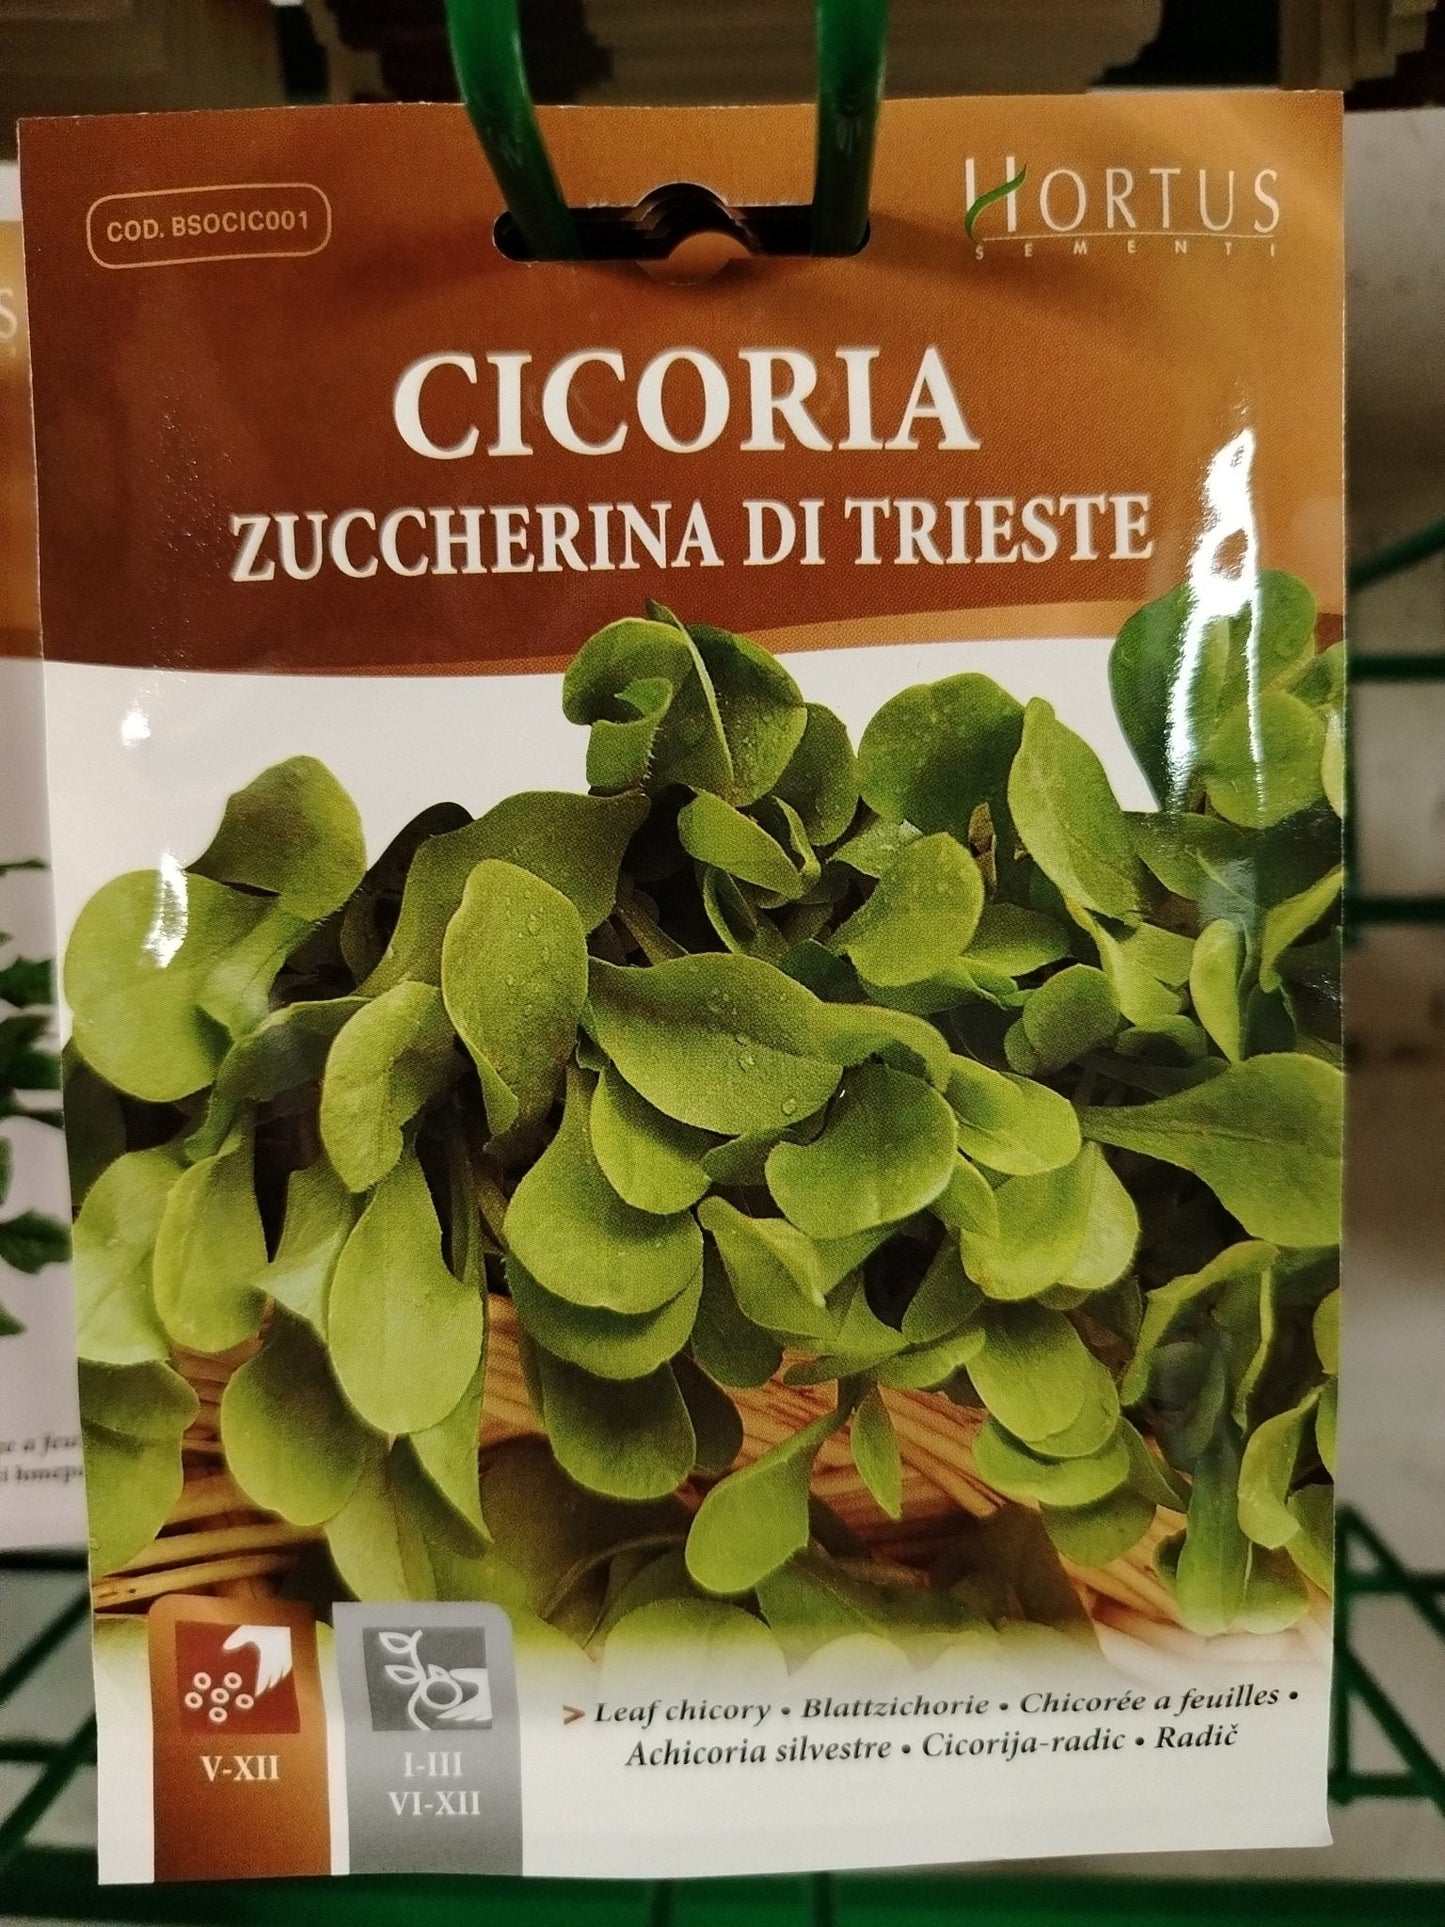 COD. BSOCIC001
HORTUS
SEMENTI
CICORIA
ZUCCHERINA DI TRIESTE
V-XII
I-III
VI-XII
> Leaf chicory • Blattzichorie • Chicorée a feuilles •
Achicoria silvestre • Cicorija-radic • Radič